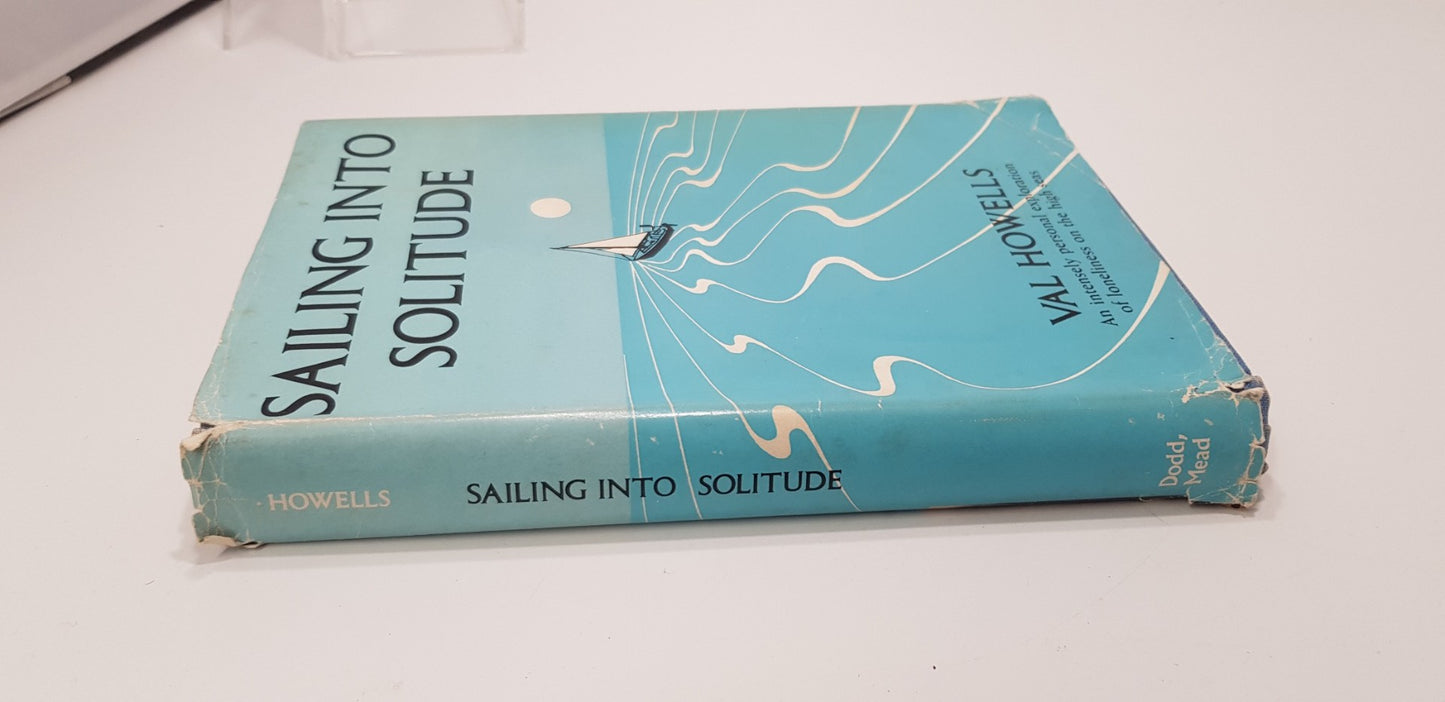 SAILING INTO
SOLITUDE
VAL HOWELLS
An intensely personal exploration
of loneliness on the high seas
HOWELLS
SAILING INTO SOLITUDE
Dodd,
Mead